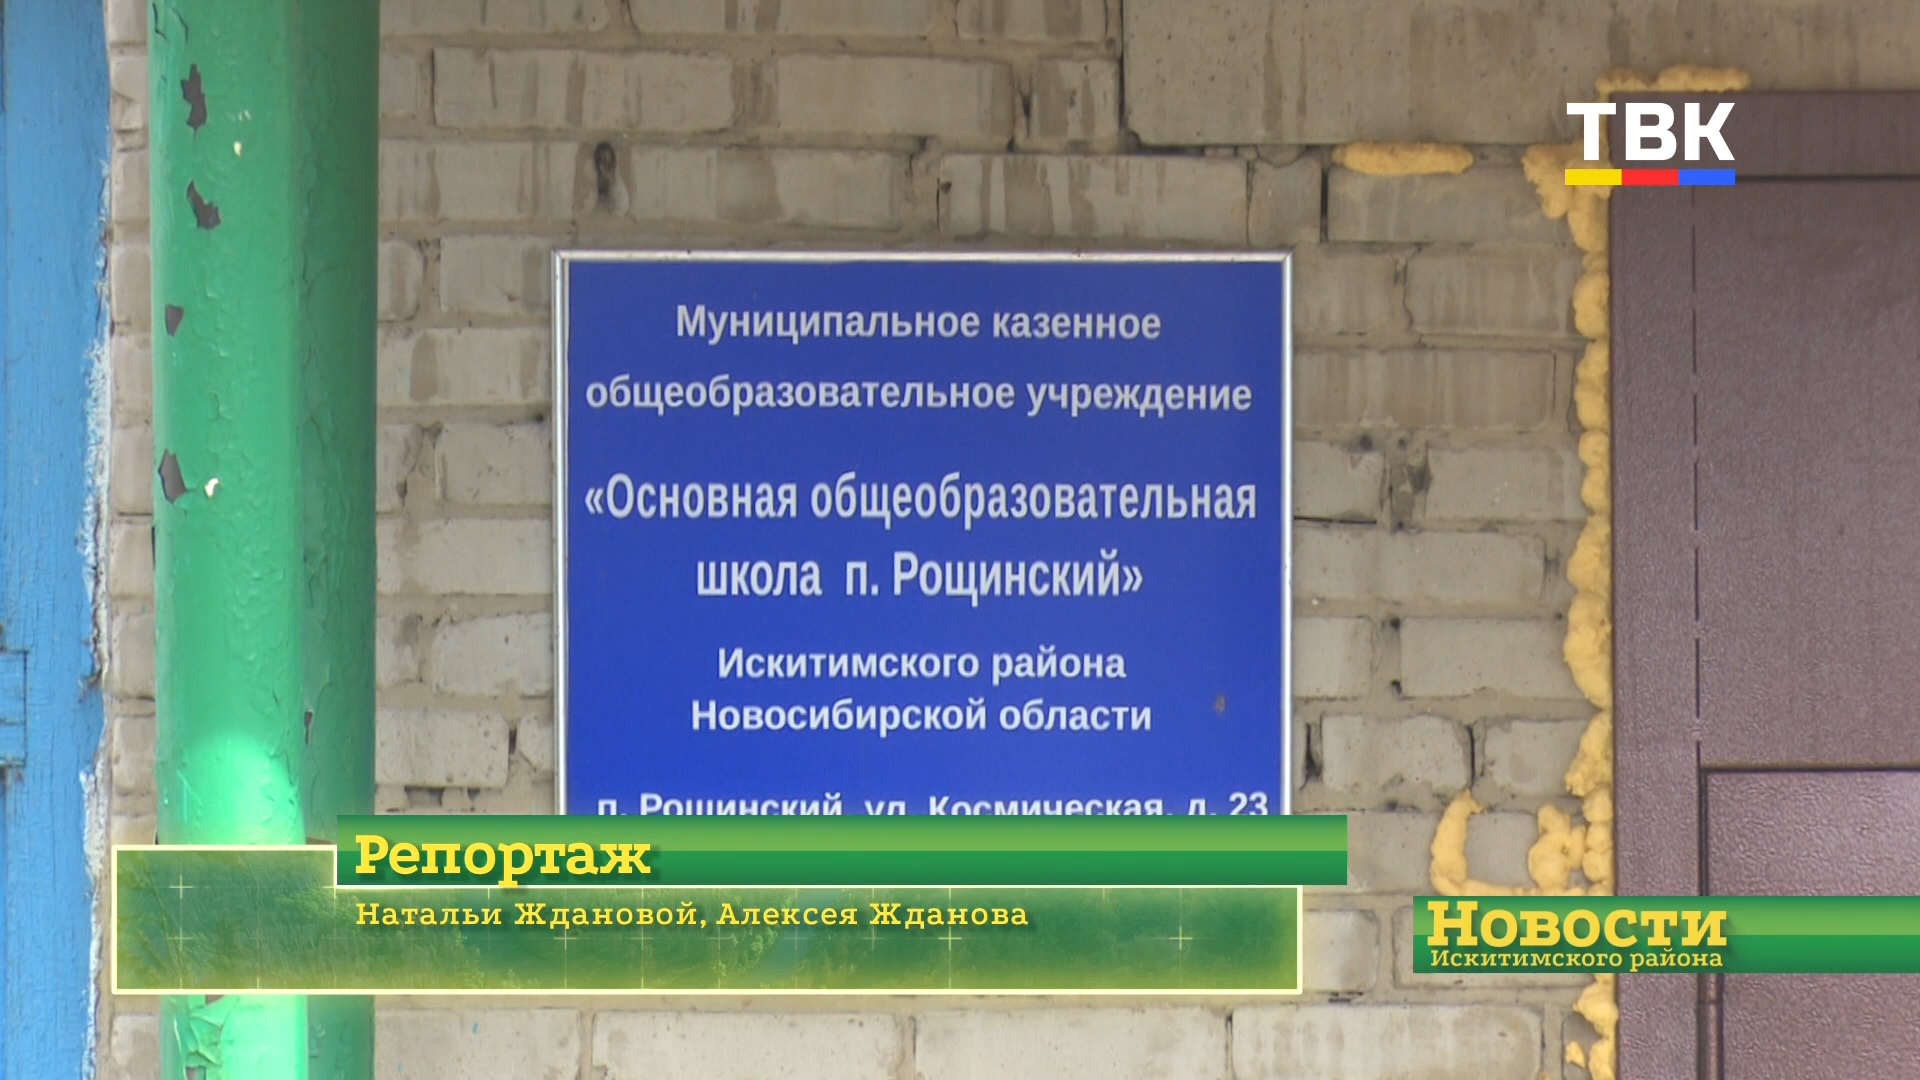 ТВК
Муниципальное казенное
общеобразовательное учреждение
«Основная общеобразовательная
школа п. Рощинский»
Искитимского района
Новосибирской области
п. Рощинский, ул. Космическая, д. 23
Репортаж
Натальи Ждановой, Алексея Жданова
Новости
Искитимского района